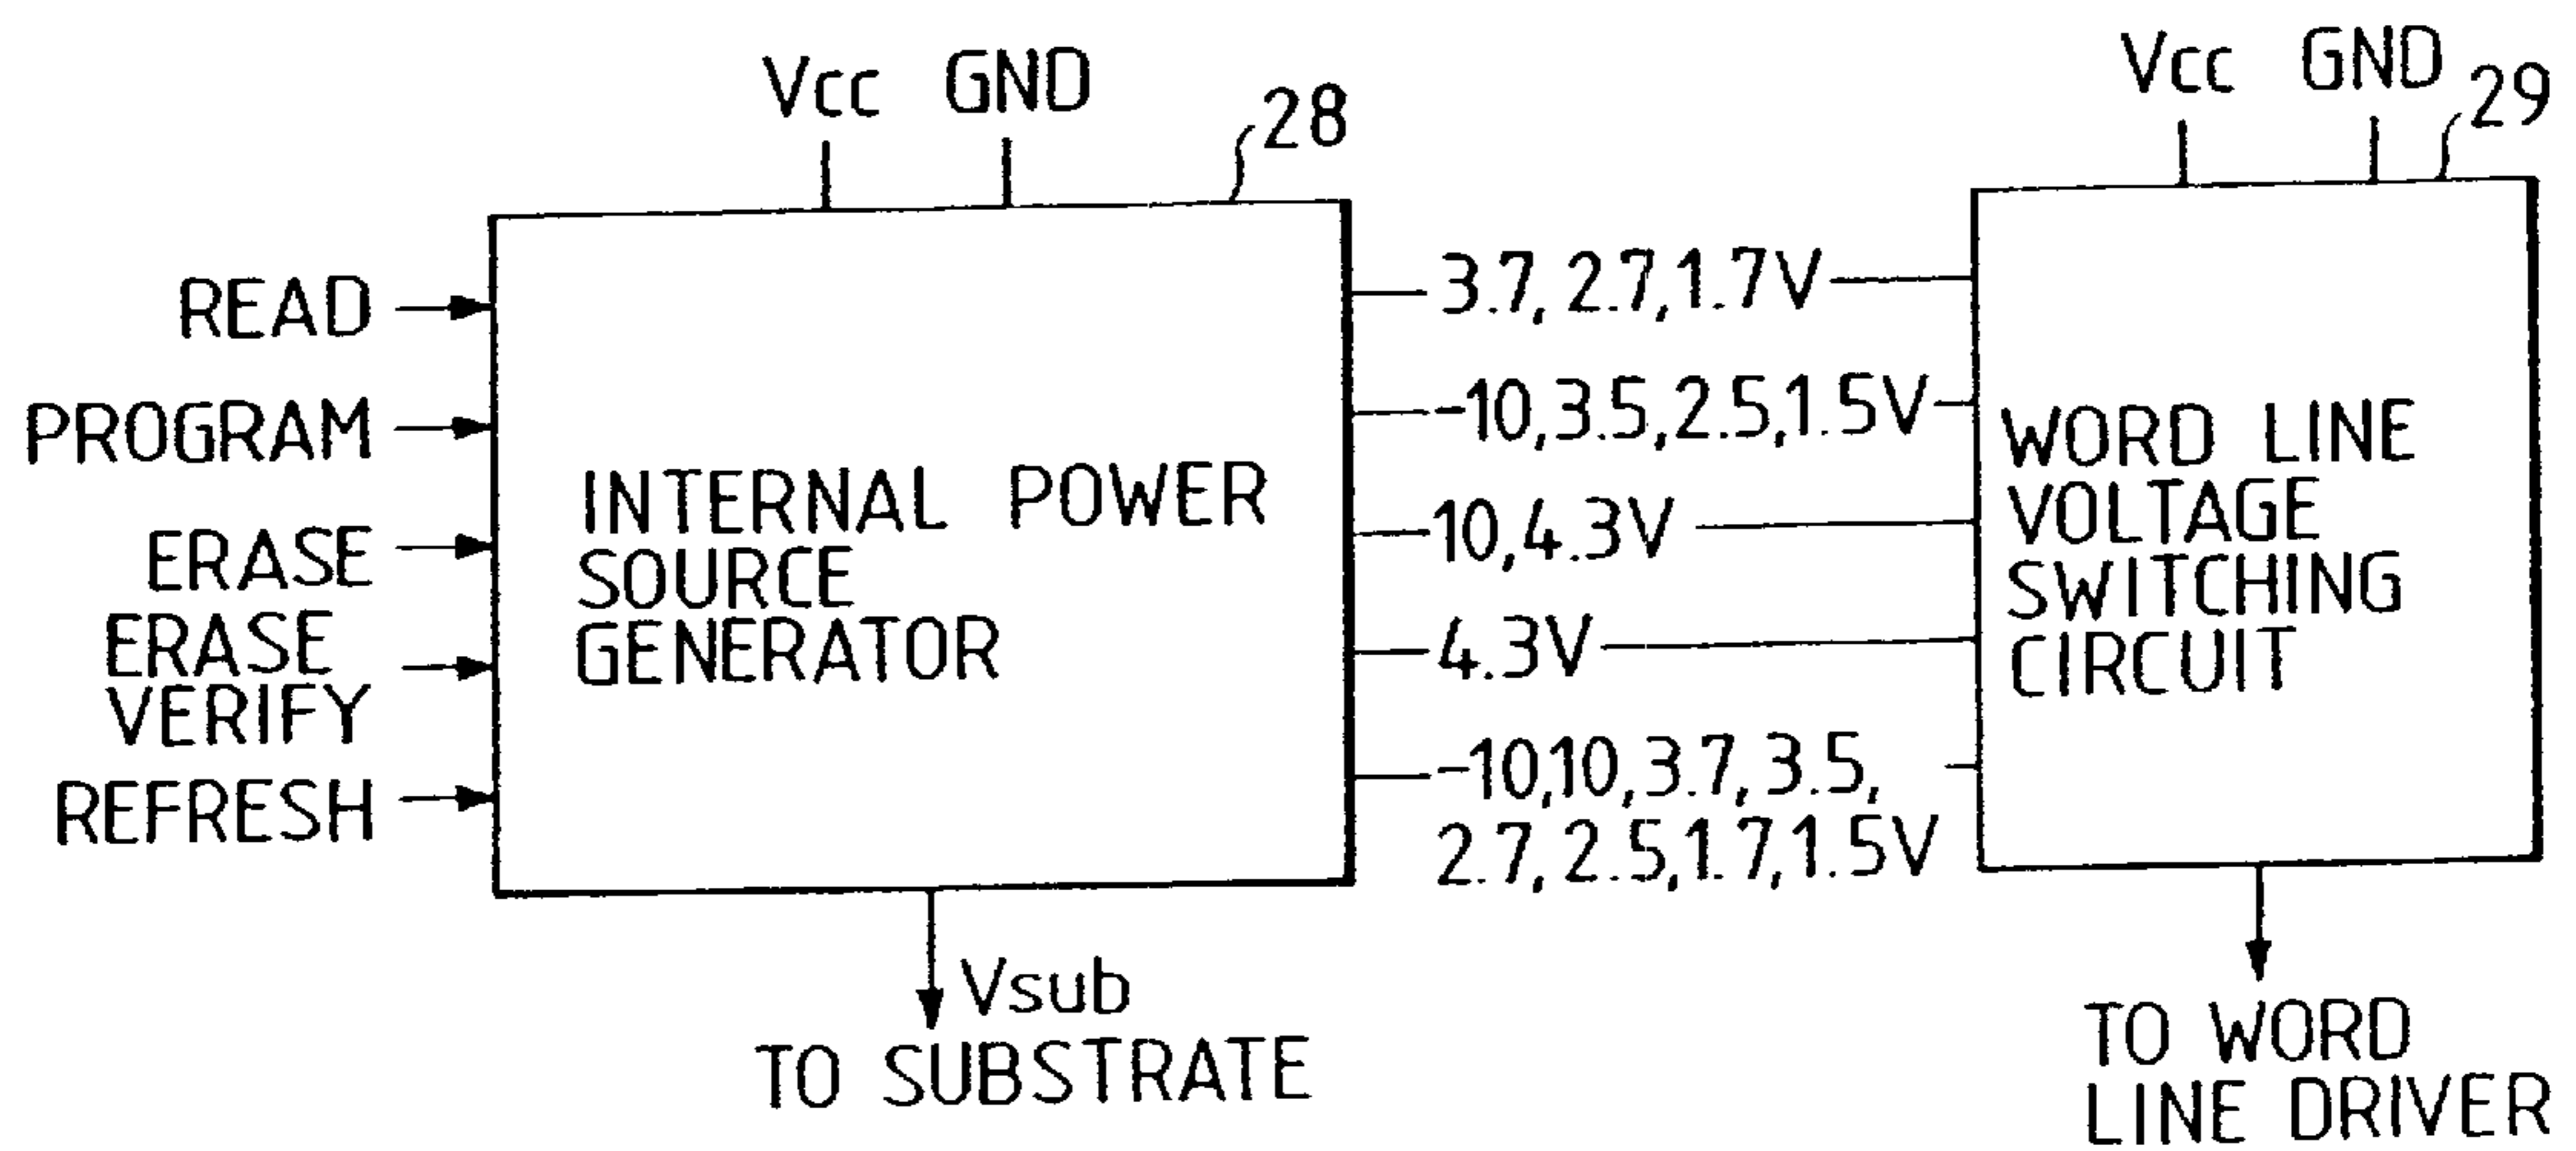 Vcc GND 28
Vcc GND 29
READ
PROGRAM
ERASE
ERASE
VERIFY
REFRESH
INTERNAL POWER
SOURCE
GENERATOR
3.7, 2.7, 1.7V
-10, 3.5, 2.5, 1.5V
10, 4.3V
4.3V
-10, 10, 3.7, 3.5,
2.7, 2.5, 1.7, 1.5V
WORD LINE
VOLTAGE
SWITCHING
CIRCUIT
Vsub
TO SUBSTRATE
TO WORD
LINE DRIVER